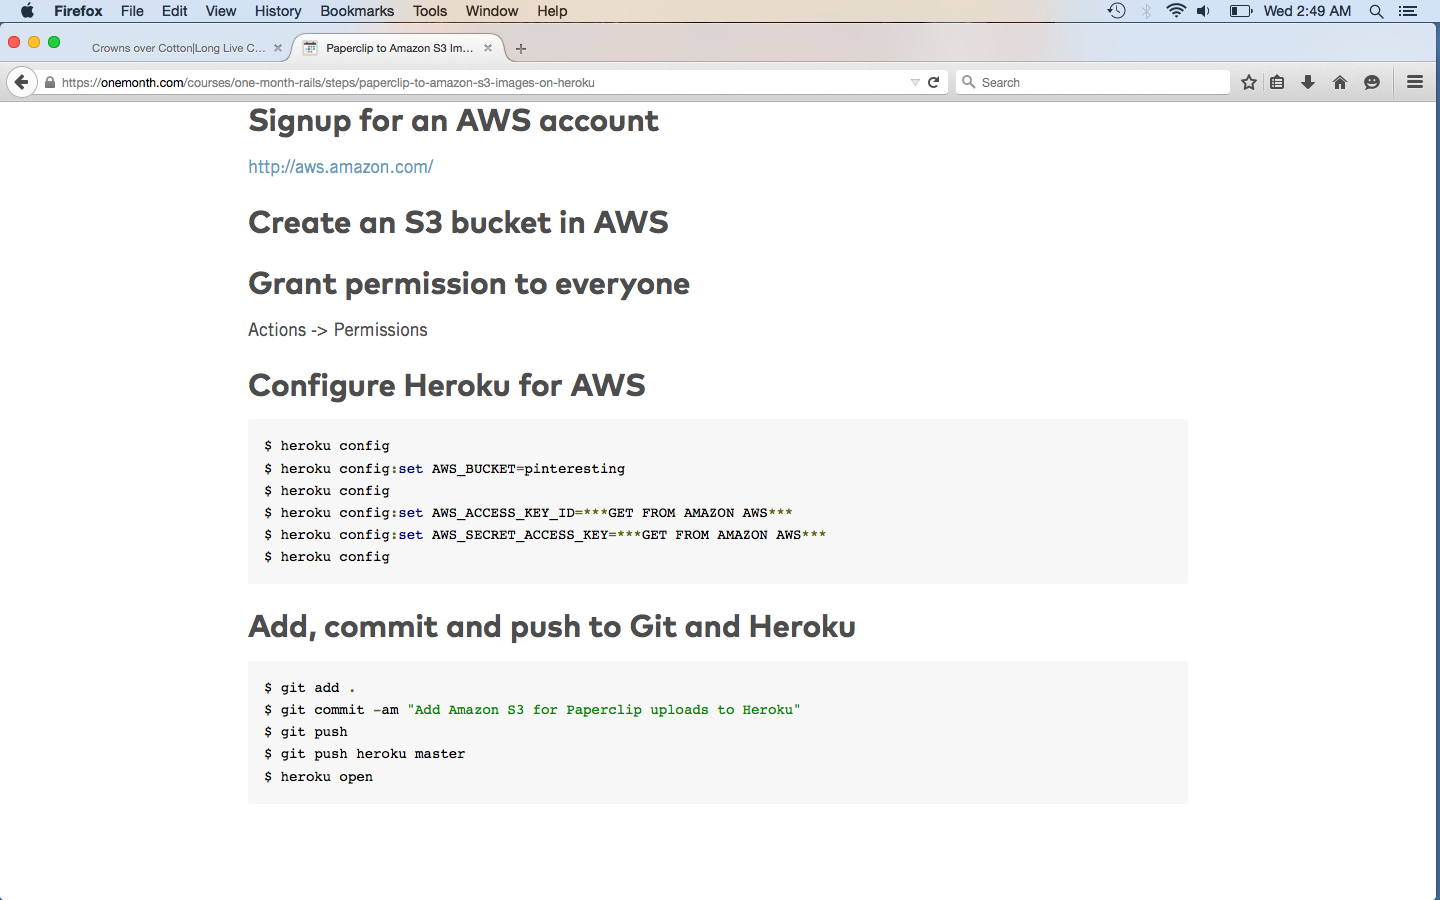 Firefox File Edit View History Bookmarks Tools Window Help Wed 2:49 AM
Crowns over Cotton|Long Live C... Paperclip to Amazon S3 Im...
https://onemonth.com/courses/one-month-rails/steps/paperclip-to-amazon-s3-images-on-heroku Search
Signup for an AWS account
http://aws.amazon.com/
Create an S3 bucket in AWS
Grant permission to everyone
Actions -> Permissions
Configure Heroku for AWS
$ heroku config
$ heroku config:set AWS_BUCKET=pinteresting
$ heroku config
$ heroku config:set AWS_ACCESS_KEY_ID=***GET FROM AMAZON AWS***
$ heroku config:set AWS_SECRET_ACCESS_KEY=***GET FROM AMAZON AWS***
$ heroku config
Add, commit and push to Git and Heroku
$ git add .
$ git commit -am "Add Amazon S3 for Paperclip uploads to Heroku"
$ git push
$ git push heroku master
$ heroku open